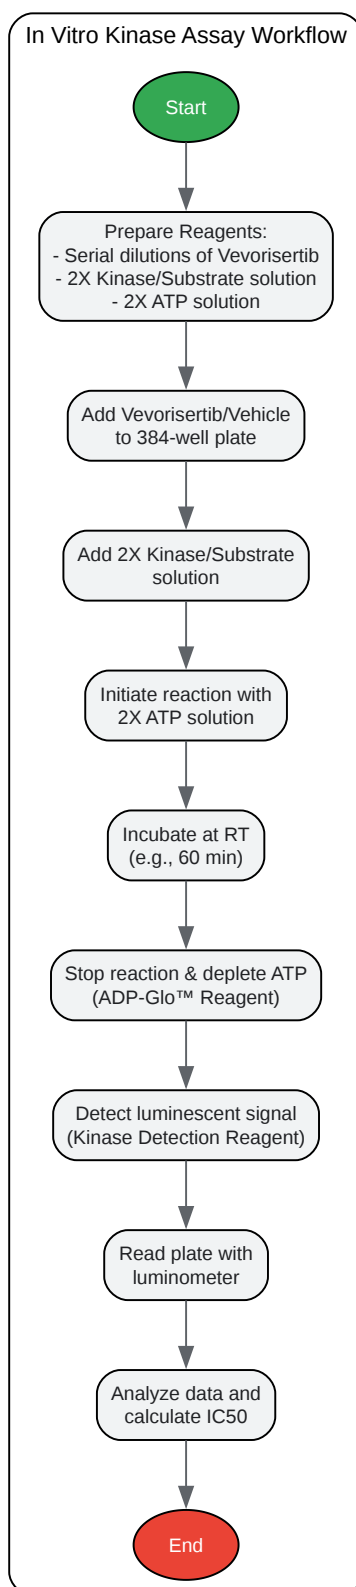 In Vitro Kinase Assay Workflow
Start
Prepare Reagents:
- Serial dilutions of Vevorisertib
- 2X Kinase/Substrate solution
- 2X ATP solution
Add Vevorisertib/Vehicle
to 384-well plate
Add 2X Kinase/Substrate
solution
Initiate reaction with
2X ATP solution
Incubate at RT
(e.g., 60 min)
Stop reaction & deplete ATP
(ADP-Glo™ Reagent)
Detect luminescent signal
(Kinase Detection Reagent)
Read plate with
luminometer
Analyze data and
calculate IC50
End